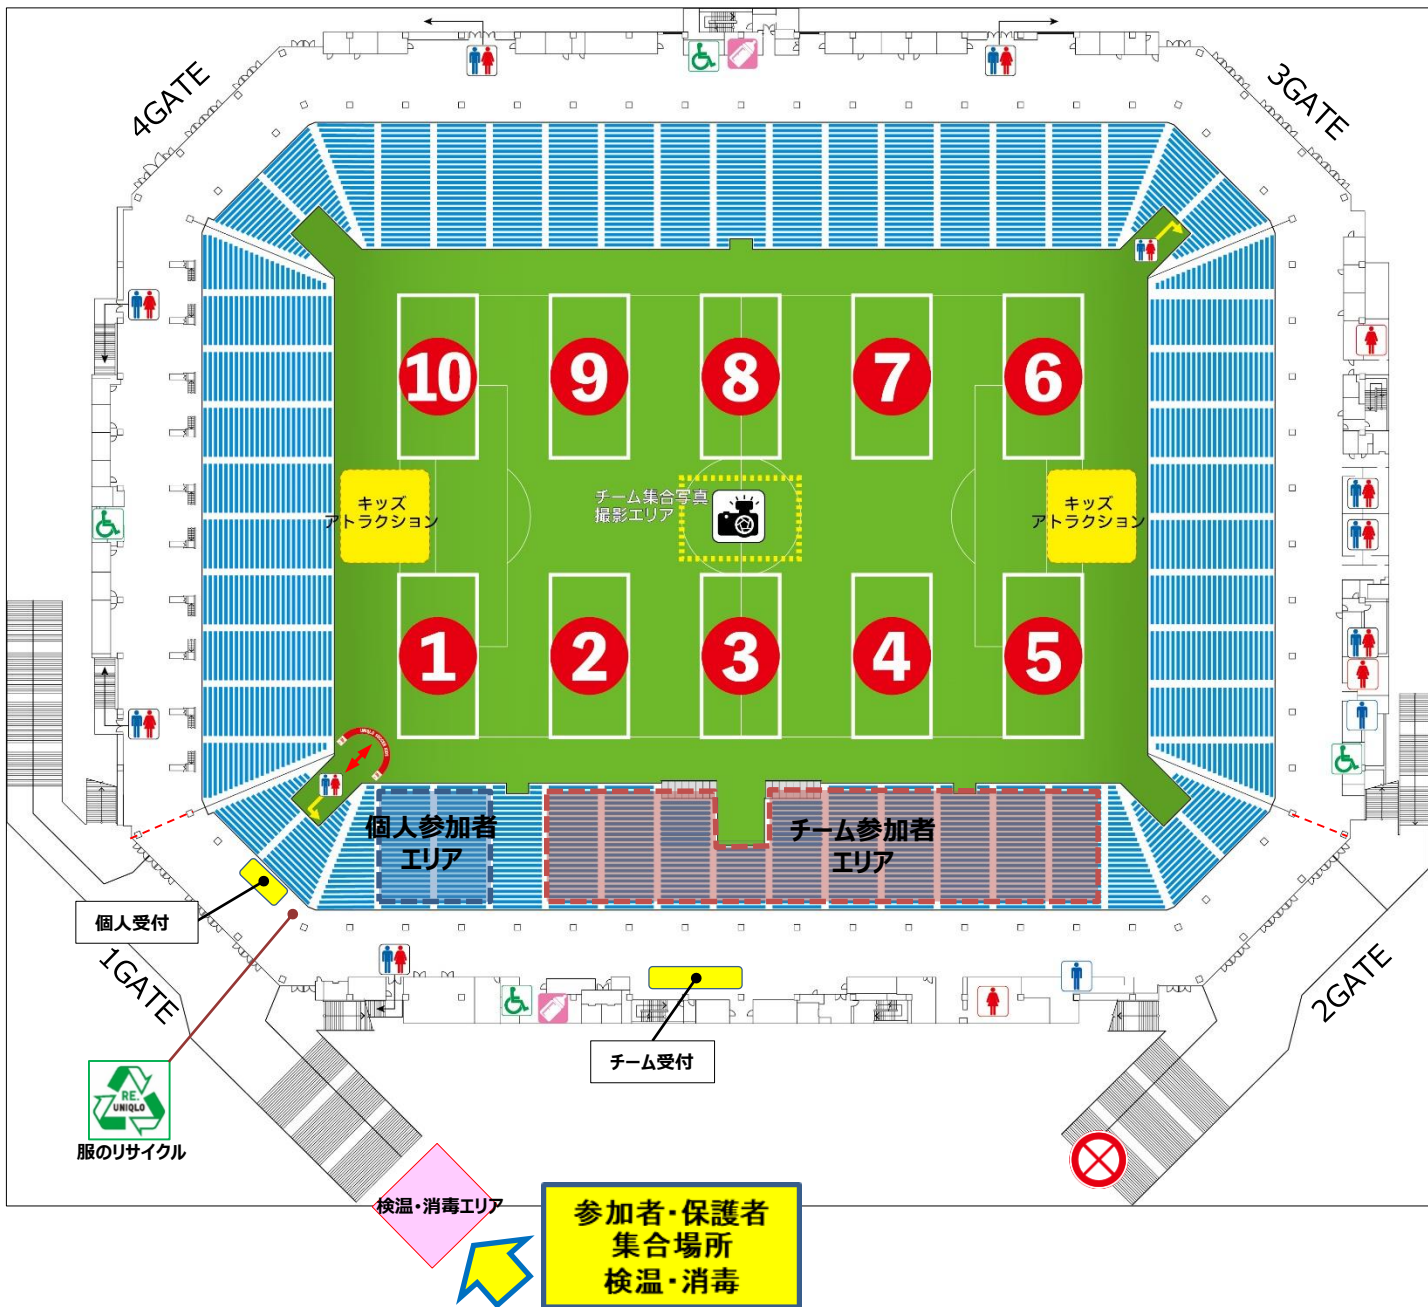 4GATE
3GATE
10
9
8
7
6
キッズ
アトラクション
チーム集合写真
撮影エリア
キッズ
アトラクション
1
2
3
4
5
個人参加者
エリア
チーム参加者
エリア
個人受付
1GATE
2GATE
チーム受付
RE.
UNIQLO
服のリサイクル
検温・消毒エリア
参加者・保護者
集合場所
検温・消毒